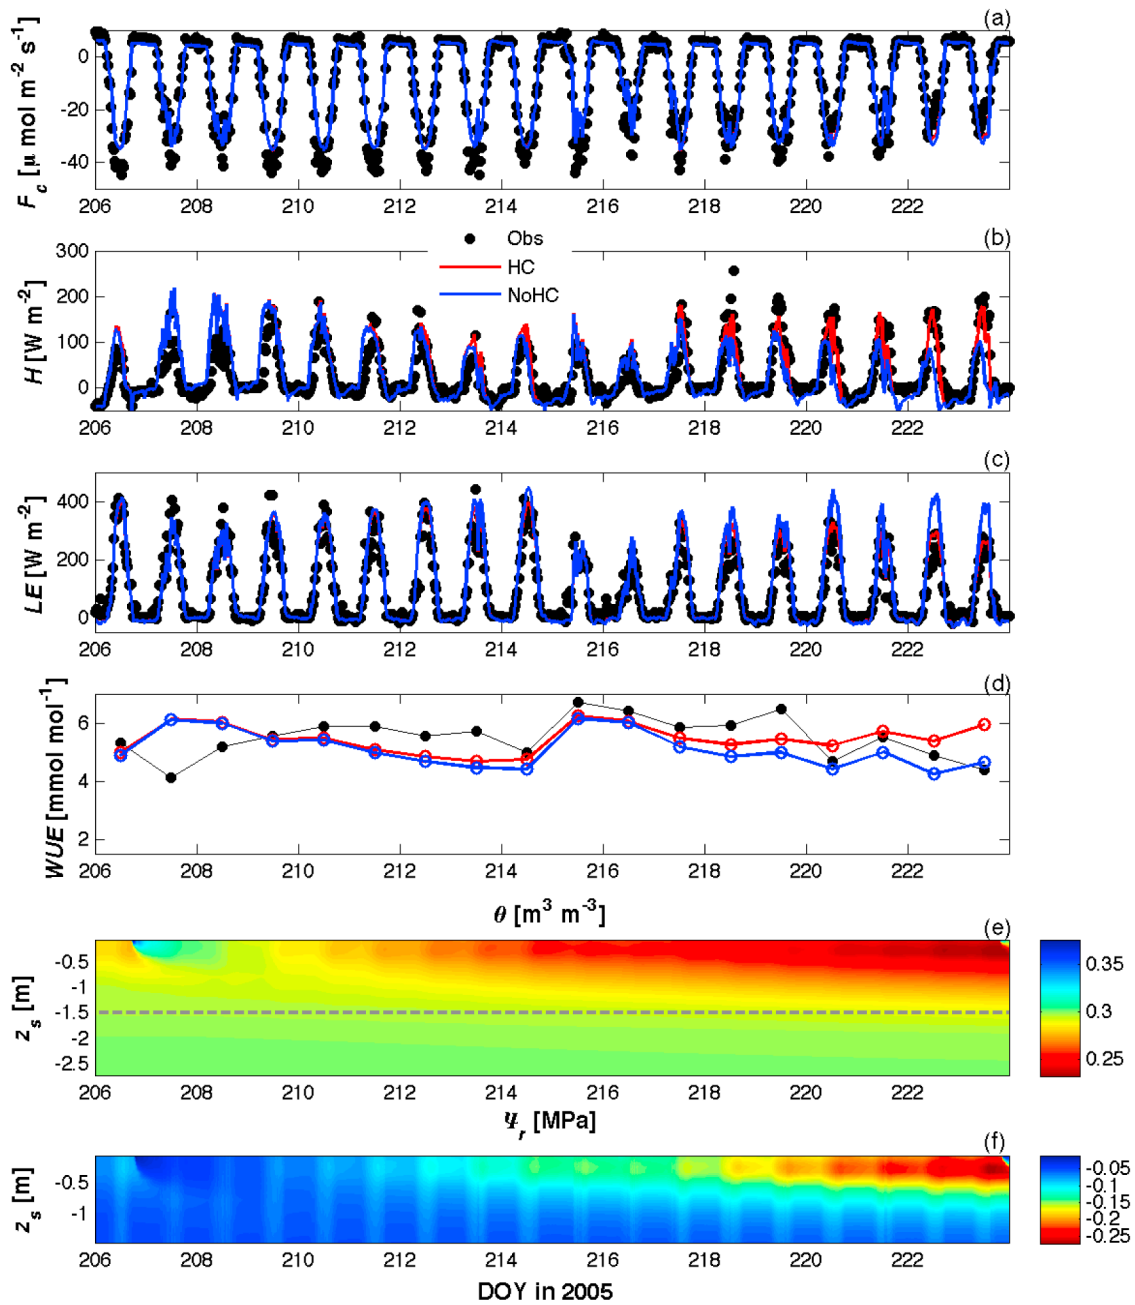 (a)
F_c [μ mol m⁻² s⁻¹]
0
-20
-40
206 208 210 212 214 216 218 220 222
(b)
H [W m⁻²]
300
200
100
0
Obs
HC
NoHC
206 208 210 212 214 216 218 220 222
(c)
LE [W m⁻²]
400
200
0
206 208 210 212 214 216 218 220 222
(d)
WUE [mmol mol⁻¹]
6
4
2
206 208 210 212 214 216 218 220 222
θ [m³ m⁻³]
(e)
z_s [m]
-0.5
-1
-1.5
-2
-2.5
0.35
0.3
0.25
206 208 210 212 214 216 218 220 222
Ψ_r [MPa]
(f)
z_s [m]
-0.5
-1
-0.05
-0.1
-0.15
-0.2
-0.25
206 208 210 212 214 216 218 220 222
DOY in 2005